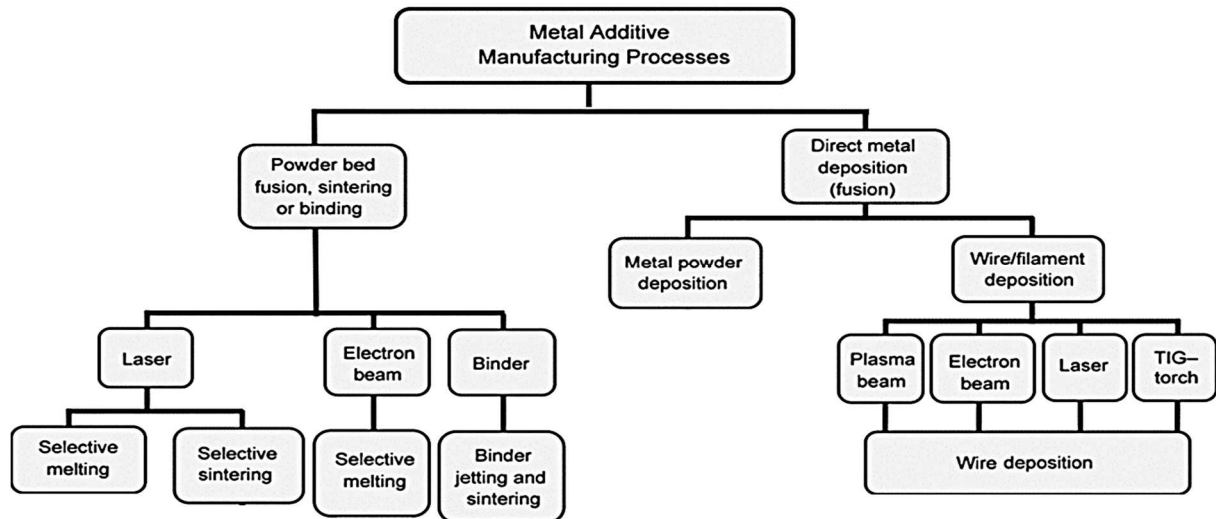 Metal Additive
Manufacturing Processes
Powder bed
fusion, sintering
or binding
Direct metal
deposition
(fusion)
Metal powder
deposition
Wire/filament
deposition
Laser
Electron
beam
Binder
Plasma
beam
Electron
beam
Laser
TIG–
torch
Selective
melting
Selective
sintering
Selective
melting
Binder
jetting and
sintering
Wire deposition